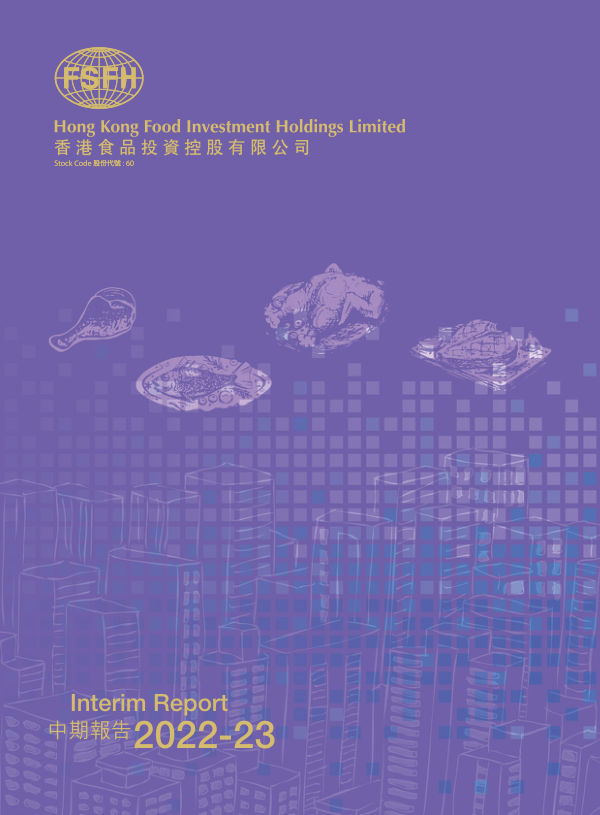 FSFH
Hong Kong Food Investment Holdings Limited
香港食品投資控股有限公司
Stock Code 股份代號 : 60
Interim Report
中期報告 2022-23